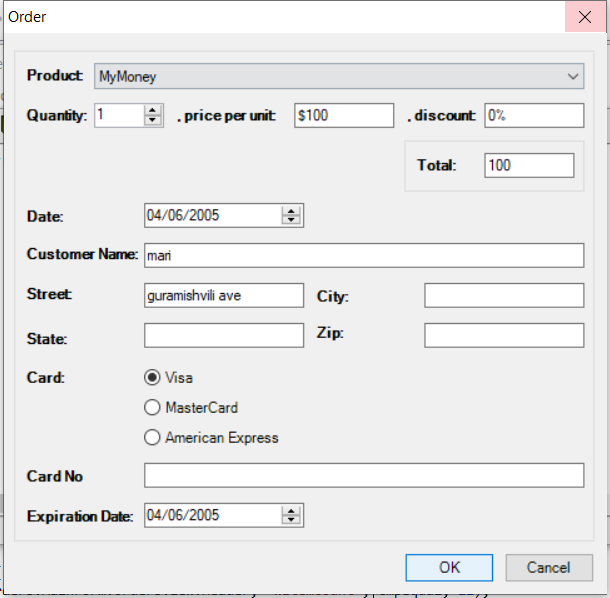 Order
Product: MyMoney
Quantity: 1 . price per unit: $100 . discount: 0%
Total: 100
Date: 04/06/2005
Customer Name: mari
Street: guramishvili ave City:
State: Zip:
Card: Visa
MasterCard
American Express
Card No
Expiration Date: 04/06/2005
OK Cancel